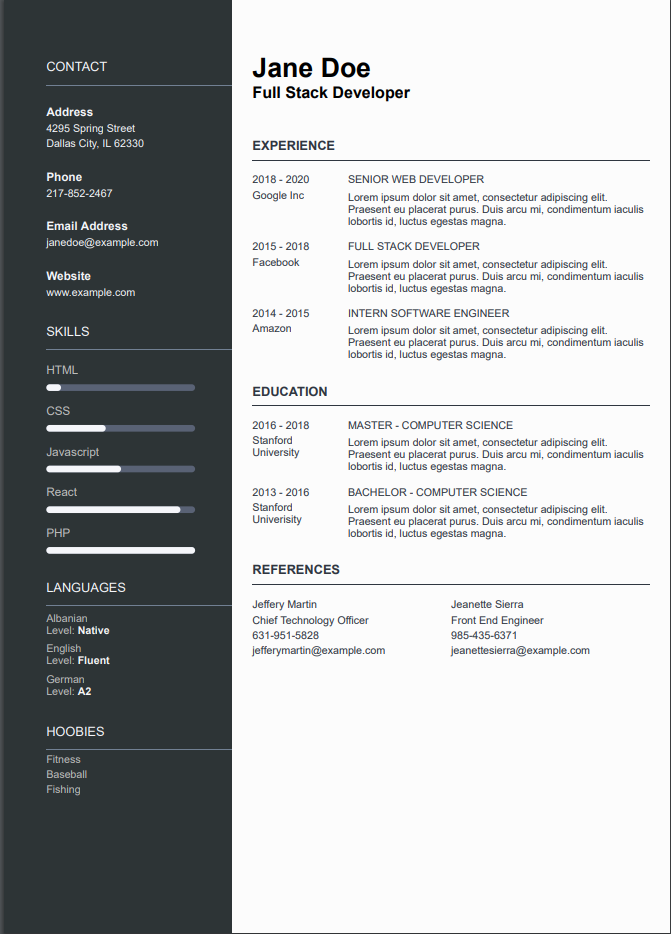 CONTACT
Address
4295 Spring Street
Dallas City, IL 62330
Phone
217-852-2467
Email Address
janedoe@example.com
Website
www.example.com
SKILLS
HTML
CSS
Javascript
React
PHP
LANGUAGES
Albanian
Level: Native
English
Level: Fluent
German
Level: A2
HOOBIES
Fitness
Baseball
Fishing
Jane Doe
Full Stack Developer
EXPERIENCE
2018 - 2020
Google Inc
SENIOR WEB DEVELOPER
Lorem ipsum dolor sit amet, consectetur adipiscing elit.
Praesent eu placerat purus. Duis arcu mi, condimentum iaculis
lobortis id, luctus egestas magna.
2015 - 2018
Facebook
FULL STACK DEVELOPER
Lorem ipsum dolor sit amet, consectetur adipiscing elit.
Praesent eu placerat purus. Duis arcu mi, condimentum iaculis
lobortis id, luctus egestas magna.
2014 - 2015
Amazon
INTERN SOFTWARE ENGINEER
Lorem ipsum dolor sit amet, consectetur adipiscing elit.
Praesent eu placerat purus. Duis arcu mi, condimentum iaculis
lobortis id, luctus egestas magna.
EDUCATION
2016 - 2018
Stanford
University
MASTER - COMPUTER SCIENCE
Lorem ipsum dolor sit amet, consectetur adipiscing elit.
Praesent eu placerat purus. Duis arcu mi, condimentum iaculis
lobortis id, luctus egestas magna.
2013 - 2016
Stanford
Univerisity
BACHELOR - COMPUTER SCIENCE
Lorem ipsum dolor sit amet, consectetur adipiscing elit.
Praesent eu placerat purus. Duis arcu mi, condimentum iaculis
lobortis id, luctus egestas magna.
REFERENCES
Jeffery Martin
Chief Technology Officer
631-951-5828
jefferymartin@example.com
Jeanette Sierra
Front End Engineer
985-435-6371
jeanettesierra@example.com